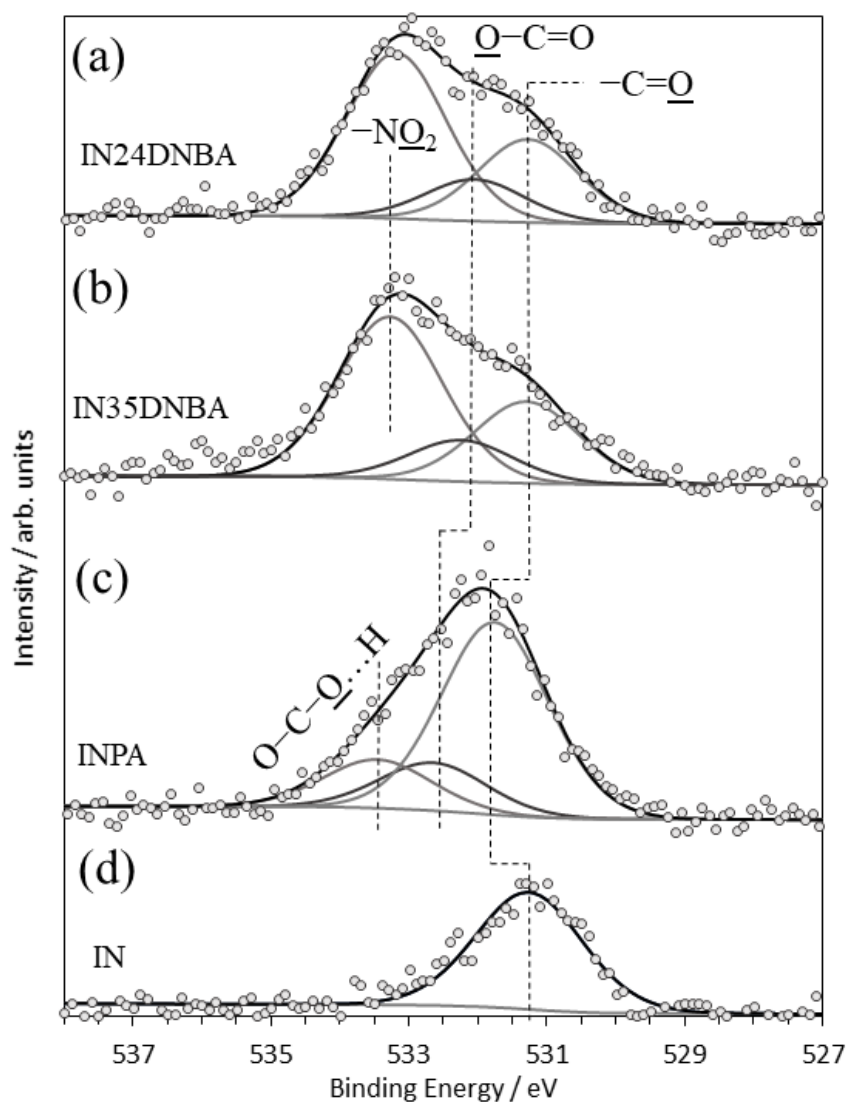 (a)
O−C=O
−C=O
−NO₂
IN24DNBA
(b)
IN35DNBA
(c)
O−C−O···H
INPA
(d)
IN
Intensity / arb. units
537 535 533 531 529 527
Binding Energy / eV